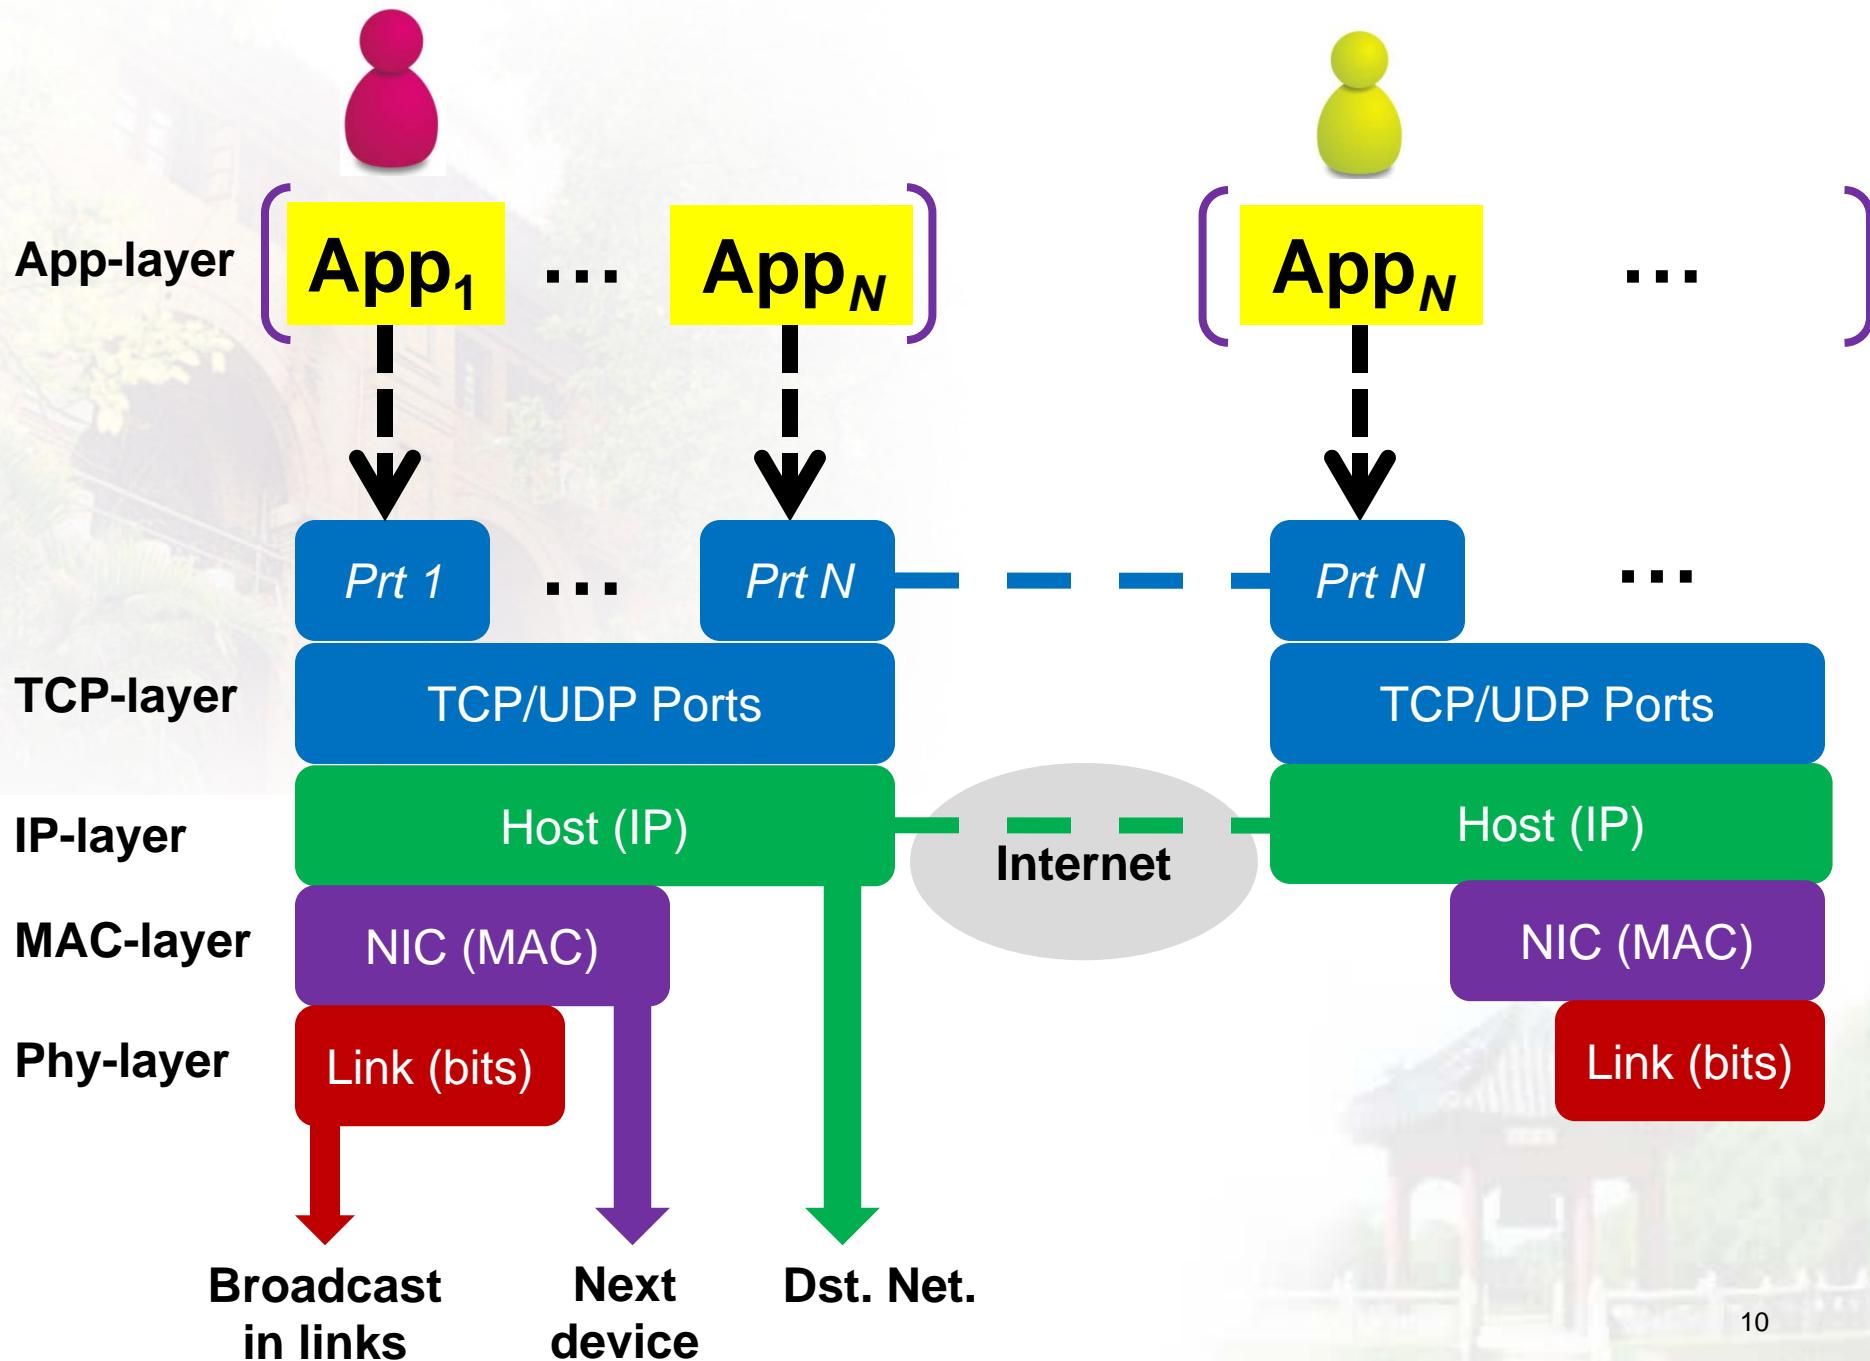 App-layer
App1 ... AppN
AppN ...
Prt 1 ... Prt N
Prt N ...
TCP-layer
TCP/UDP Ports
TCP/UDP Ports
IP-layer
Host (IP)
Internet
Host (IP)
MAC-layer
NIC (MAC)
NIC (MAC)
Phy-layer
Link (bits)
Link (bits)
Broadcast
in links
Next
device
Dst. Net.
10